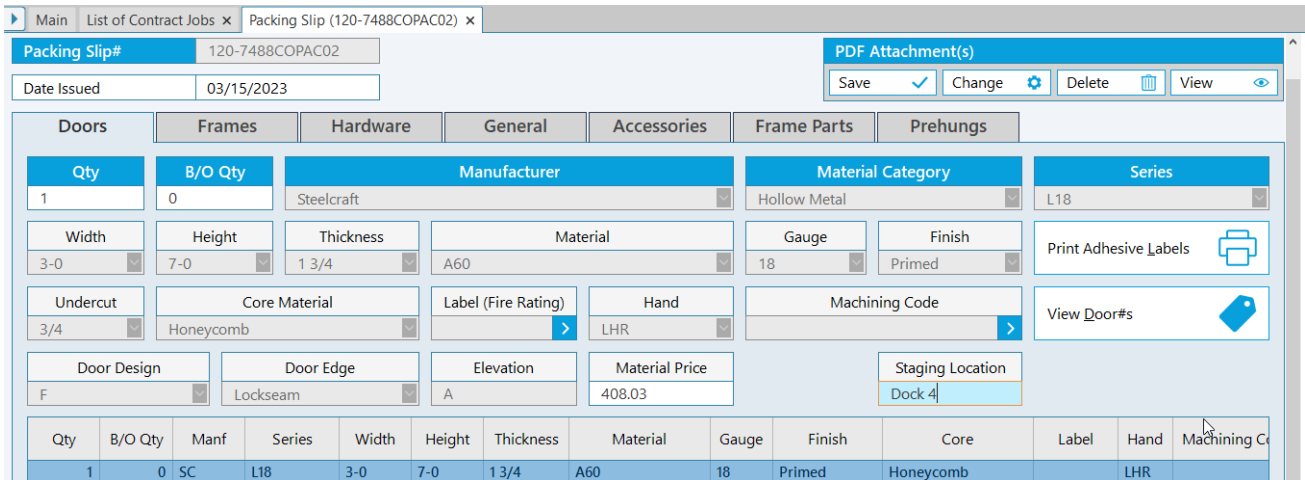 Main List of Contract Jobs × Packing Slip (120-7488COPAC02) ×
Packing Slip# 120-7488COPAC02 PDF Attachment(s)
Date Issued 03/15/2023 Save Change Delete View
Doors Frames Hardware General Accessories Frame Parts Prehungs
Qty B/O Qty Manufacturer Material Category Series
1 0 Steelcraft Hollow Metal L18
Width Height Thickness Material Gauge Finish Print Adhesive Labels
3-0 7-0 1 3/4 A60 18 Primed
Undercut Core Material Label (Fire Rating) Hand Machining Code View Door#s
3/4 Honeycomb LHR
Door Design Door Edge Elevation Material Price Staging Location
F Lockseam A 408.03 Dock 4
Qty B/O Qty Manf Series Width Height Thickness Material Gauge Finish Core Label Hand Machining Co
1 0 SC L18 3-0 7-0 1 3/4 A60 18 Primed Honeycomb LHR